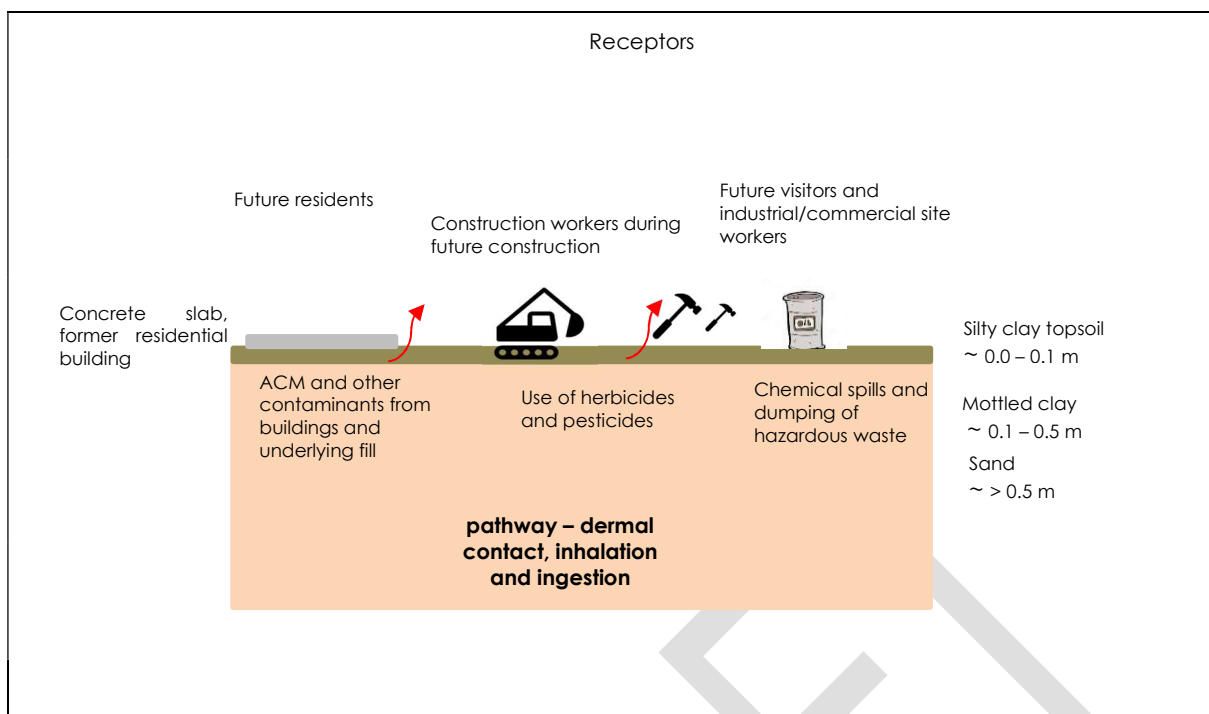 Receptors
Future residents
Construction workers during
future construction
Future visitors and
industrial/commercial site
workers
Concrete slab,
former residential
building
ACM and other
contaminants from
buildings and
underlying fill
Use of herbicides
and pesticides
Chemical spills and
dumping of
hazardous waste
Silty clay topsoil
~ 0.0 – 0.1 m
Mottled clay
~ 0.1 – 0.5 m
Sand
~ > 0.5 m
pathway – dermal
contact, inhalation
and ingestion